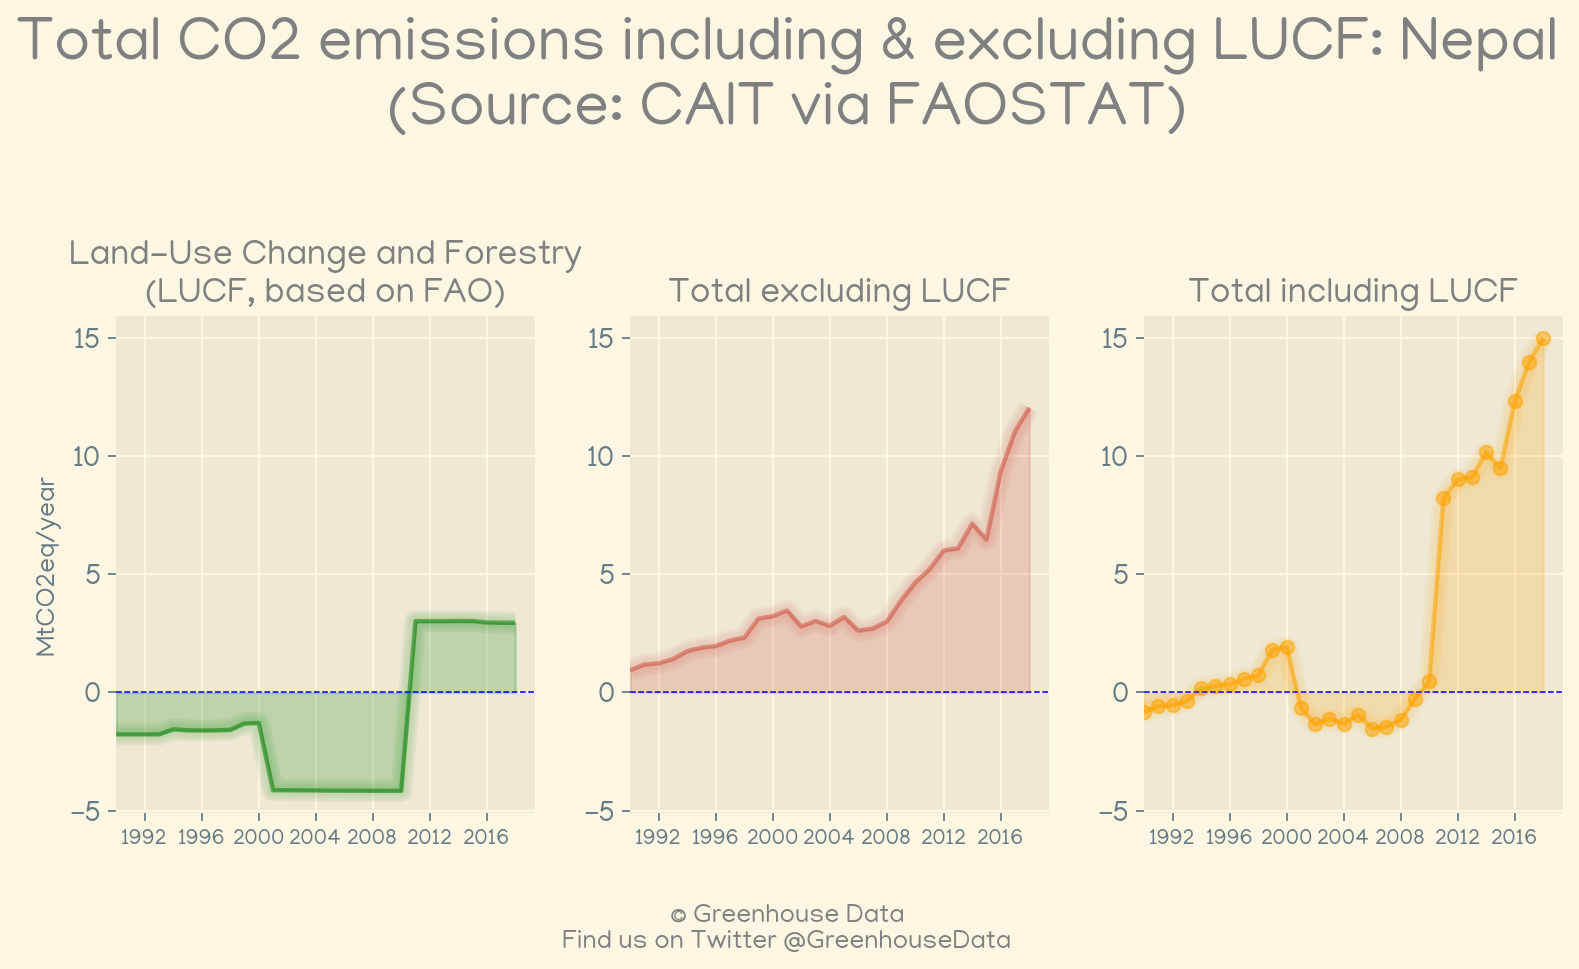 Total CO2 emissions including & excluding LUCF: Nepal
(Source: CAIT via FAOSTAT)
Land-Use Change and Forestry
(LUCF, based on FAO)
Total excluding LUCF
Total including LUCF
MtCO2eq/year
15
10
5
0
−5
1992 1996 2000 2004 2008 2012 2016
15
10
5
0
−5
1992 1996 2000 2004 2008 2012 2016
15
10
5
0
−5
1992 1996 2000 2004 2008 2012 2016
© Greenhouse Data
Find us on Twitter @GreenhouseData